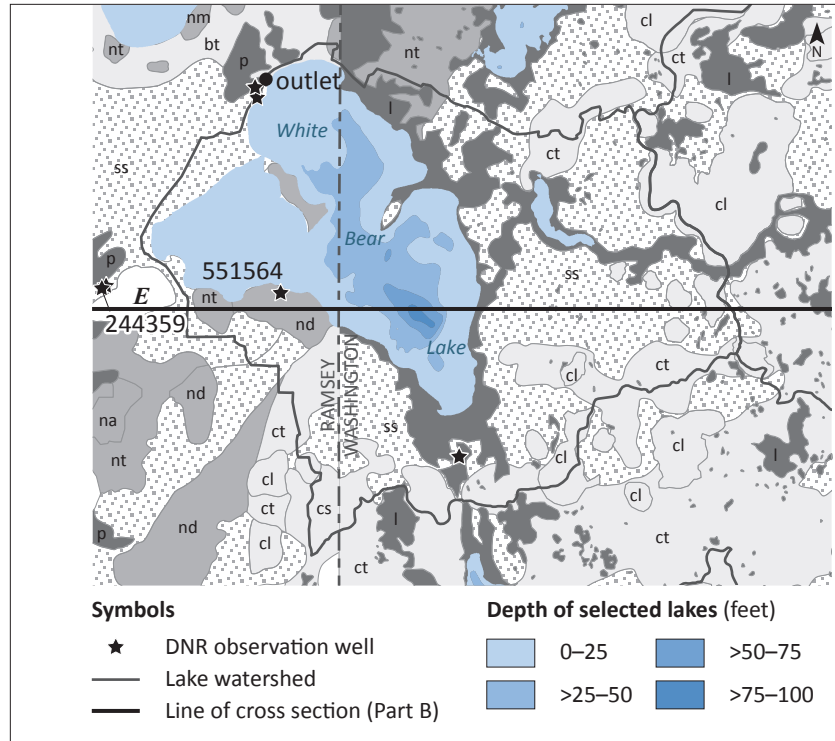 nm
nt
bt
p
outlet
nt
N
cl
ct
l
l
White
ct
cl
ss
Bear
551564
p
E
nt
244359
nd
ss
Lake
RAMSEY
WASHINGTON
cl
ct
nd
na
nt
ct
ss
cl
cl
l
nd
ct
cs
l
cl
p
cl
ct
ct
Symbols
DNR observation well
Lake watershed
Line of cross section (Part B)
Depth of selected lakes (feet)
0–25
>50–75
>25–50
>75–100